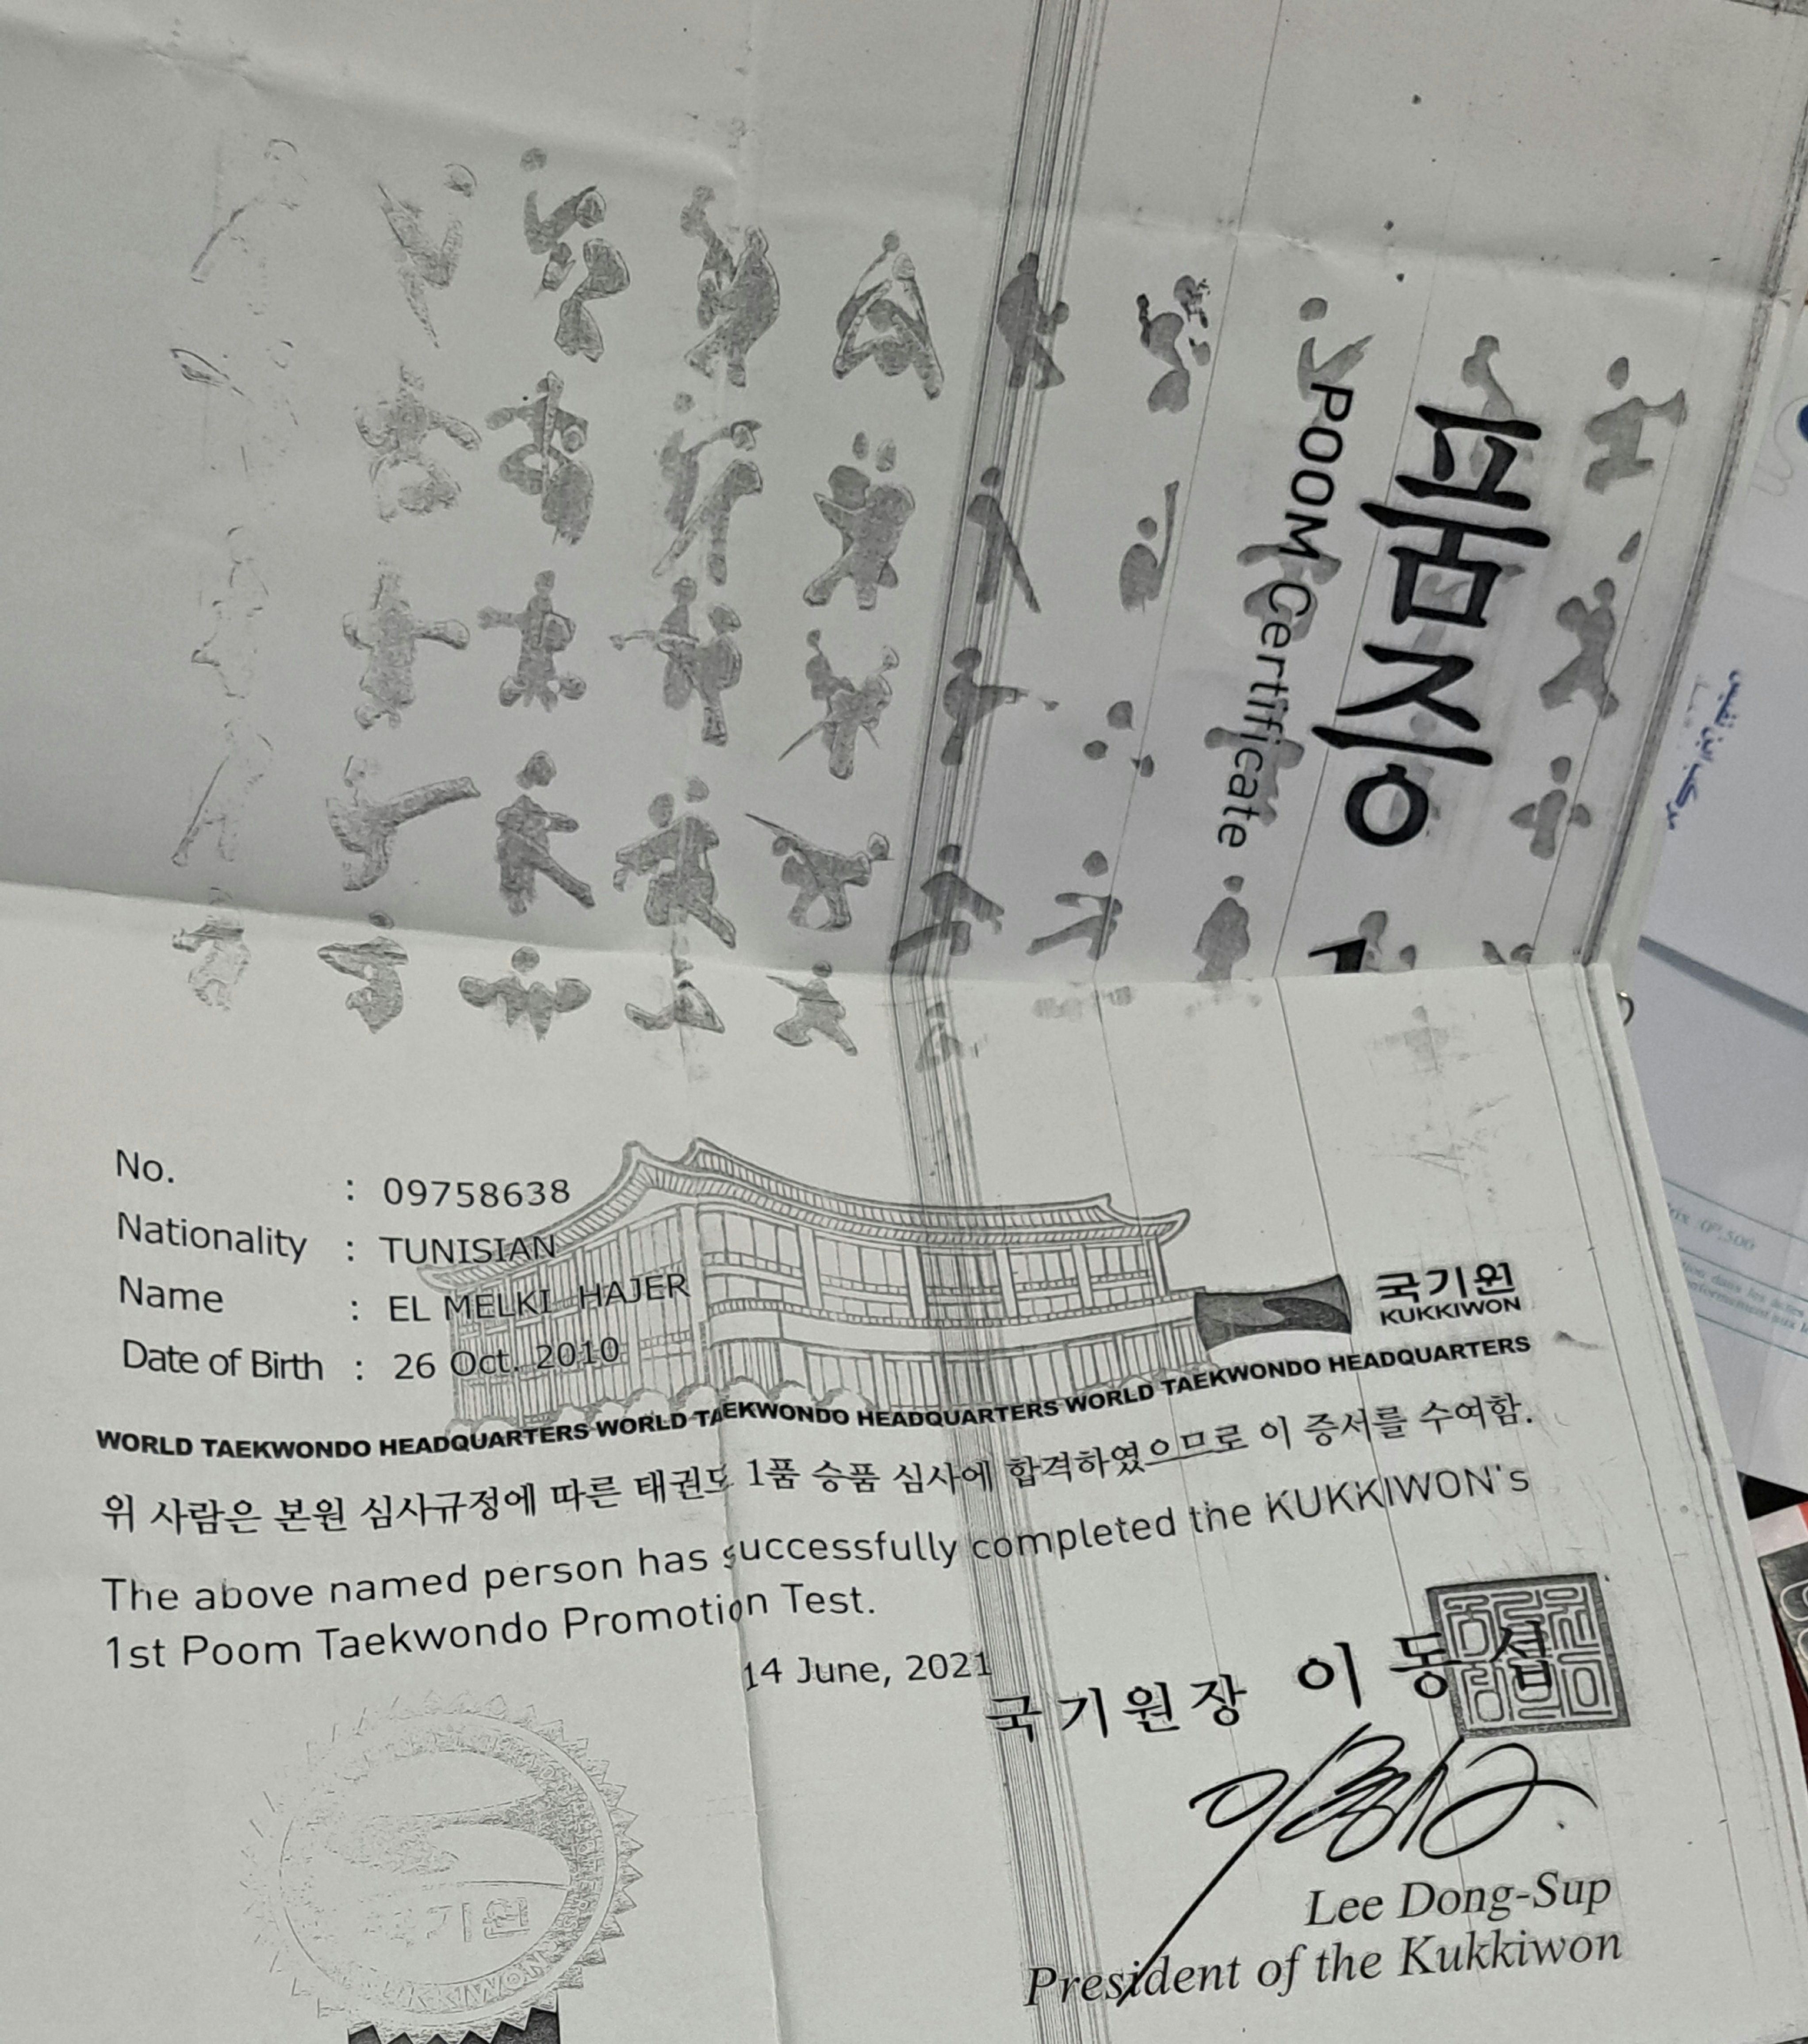 품증
POOM Certificate
No. : 09758638
Nationality : TUNISIAN
Name : EL MELKI HAJER
Date of Birth : 26 Oct. 2010
국기원
KUKKIWON
WORLD TAEKWONDO HEADQUARTERS WORLD TAEKWONDO HEADQUARTERS WORLD TAEKWONDO HEADQUARTERS
위 사람은 본원 심사규정에 따른 태권도 1품 승품 심사에 합격하였으므로 이 증서를 수여함.
The above named person has successfully completed the KUKKIWON's
1st Poom Taekwondo Promotion Test.
14 June, 2021
국기원장 이동섭
Lee Dong-Sup
President of the Kukkiwon
국기원
KUKKIWON